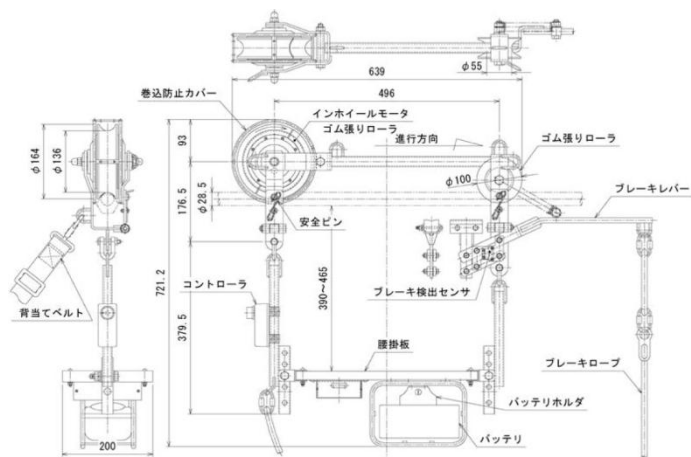 φ55
639
496
巻込防止カバー
インホイールモータ
ゴム張りローラ
進行方向
ゴム張りローラ
93
φ164
φ136
φ100
176.5
φ28.5
ブレーキレバー
安全ピン
721.2
390~465
コントローラ
ブレーキ検出センサ
背当てベルト
379.5
腰掛板
ブレーキロープ
バッテリホルダ
バッテリ
200